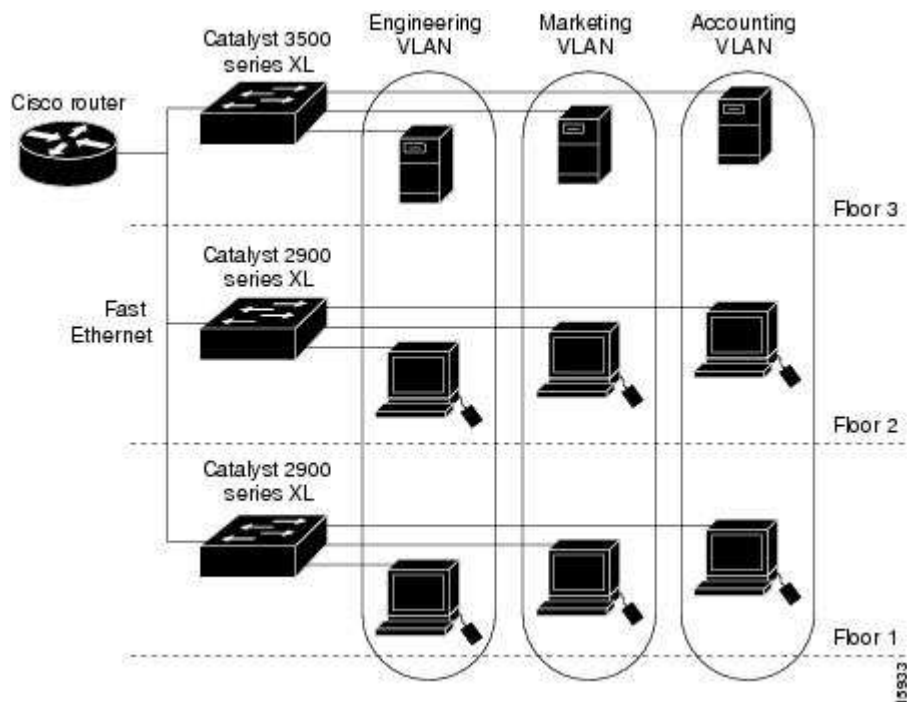 Engineering
VLAN
Marketing
VLAN
Accounting
VLAN
Catalyst 3500
series XL
Cisco router
Floor 3
Catalyst 2900
series XL
Fast
Ethernet
Floor 2
Catalyst 2900
series XL
Floor 1
15933